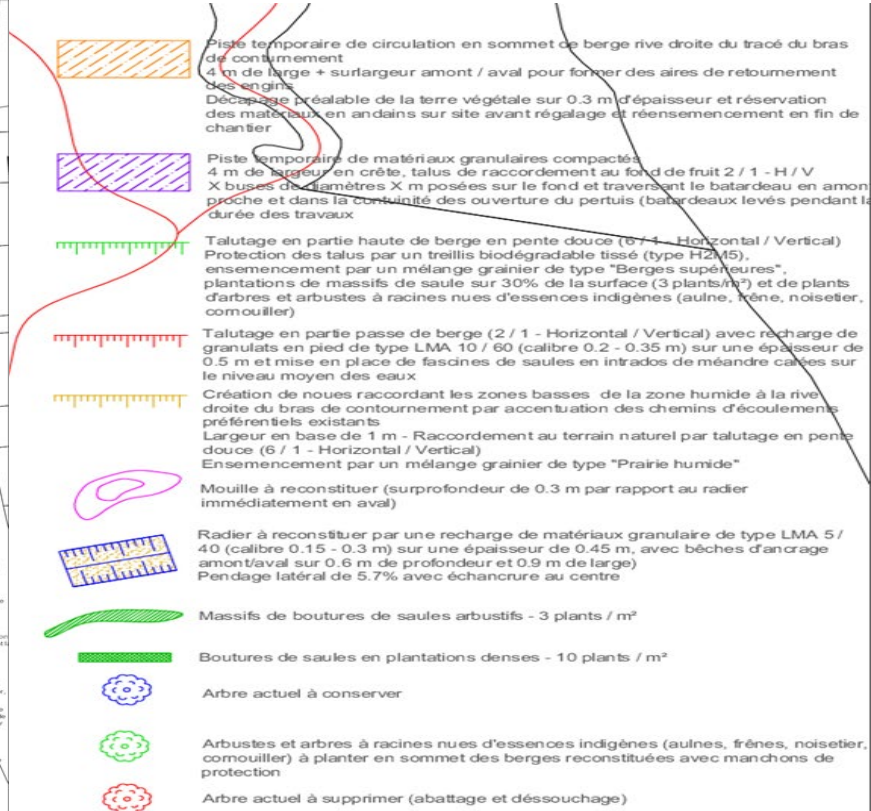 Piste temporaire de circulation en sommet de berge rive droite du tracé du bras
de contournement
4 m de large + surlargeur amont / aval pour former des aires de retournement
des engins
Décapage préalable de la terre végétale sur 0.3 m d'épaisseur et réservation
des matériaux en andains sur site avant régalage et réensemencement en fin de
chantier
Piste temporaire de matériaux granulaires compactés
4 m de largeur en crête, talus de raccordement au fond de fruit 2 / 1 - H / V
X buses de diamètres X m posées sur le fond et traversant le batardeau en amon
proche et dans la contuinité des ouverture du pertuis (batardeaux levés pendant la
durée des travaux
Talutage en partie haute de berge en pente douce (6 / 1 - Horizontal / Vertical)
Protection des talus par un treillis biodégradable tissé (type H2M5),
ensemencement par un mélange grainier de type "Berges supérieures",
plantations de massifs de saule sur 30% de la surface (3 plants/m²) et de plants
d'arbres et arbustes à racines nues d'essences indigènes (aulne, frêne, noisetier,
cornouiller)
Talutage en partie passe de berge (2 / 1 - Horizontal / Vertical) avec recharge de
granulats en pied de type LMA 10 / 60 (calibre 0.2 - 0.35 m) sur une épaisseur de
0.5 m et mise en place de fascines de saules en intrados de méandre calées sur
le niveau moyen des eaux
Création de noues raccordant les zones basses de la zone humide à la rive
droite du bras de contournement par accentuation des chemins d'écoulements
préférentiels existants
Largeur en base de 1 m - Raccordement au terrain naturel par talutage en pente
douce (6 / 1 - Horizontal / Vertical)
Ensemencement par un mélange grainier de type "Prairie humide"
Mouille à reconstituer (surprofondeur de 0.3 m par rapport au radier
immédiatement en aval)
Radier à reconstituer par une recharge de matériaux granulaire de type LMA 5 /
40 (calibre 0.15 - 0.3 m) sur une épaisseur de 0.45 m, avec bêches d'ancrage
amont/aval sur 0.6 m de profondeur et 0.9 m de large)
Pendage latéral de 5.7% avec échancrure au centre
Massifs de boutures de saules arbustifs - 3 plants / m²
Boutures de saules en plantations denses - 10 plants / m²
Arbre actuel à conserver
Arbustes et arbres à racines nues d'essences indigènes (aulnes, frênes, noisetier,
cornouiller) à planter en sommet des berges reconstituées avec manchons de
protection
Arbre actuel à supprimer (abattage et déssouchage)